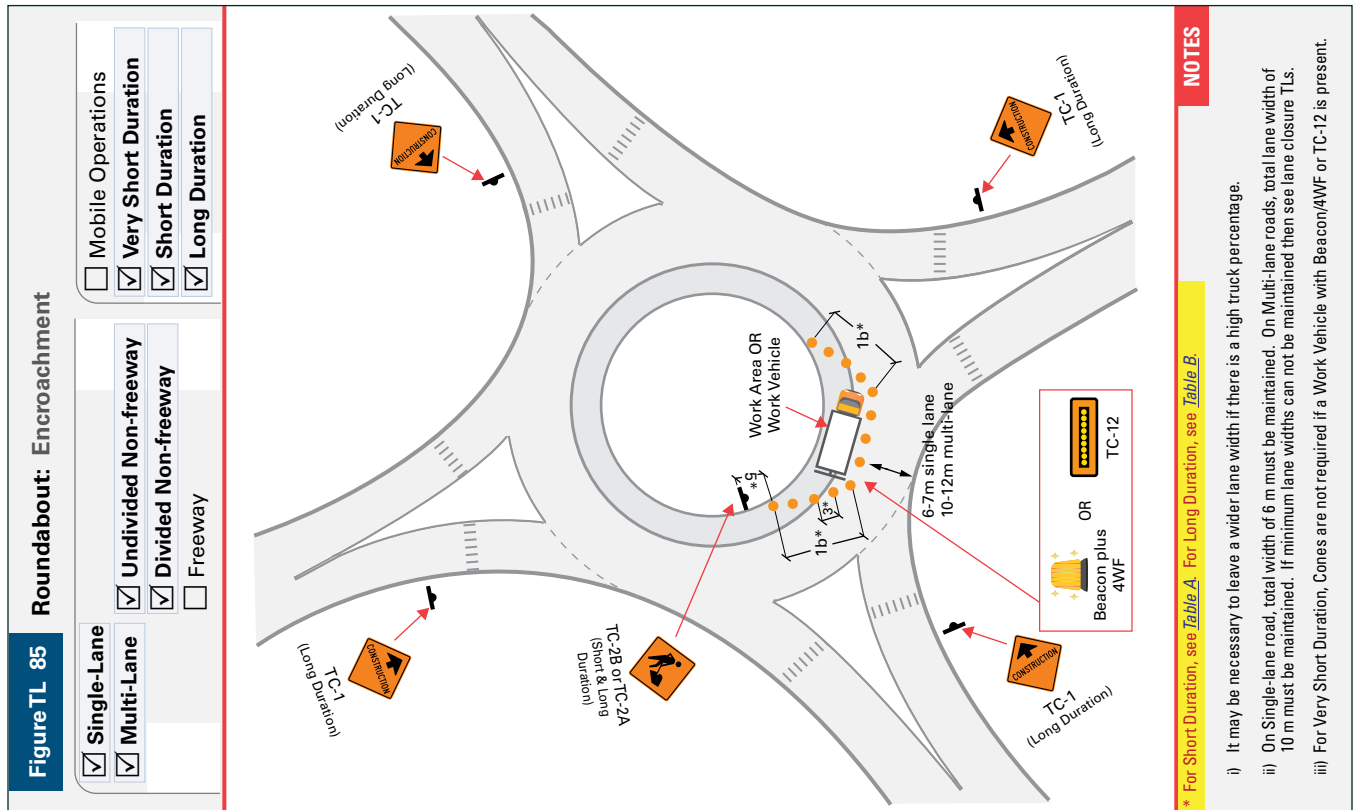 Figure TL 85 Roundabout: Encroachment
☑ Single-Lane
☑ Multi-Lane
☑ Undivided Non-freeway
☑ Divided Non-freeway
☐ Freeway
☐ Mobile Operations
☑ Very Short Duration
☑ Short Duration
☑ Long Duration
TC-1
(Long Duration)
CONSTRUCTION
TC-1
(Long Duration)
CONSTRUCTION
TC-2B or TC-2A
(Short & Long
Duration)
5*
1b*
3*
Work Area OR
Work Vehicle
1b*
6-7m single lane
10-12m multi-lane
CONSTRUCTION
TC-1
(Long Duration)
CONSTRUCTION
TC-1
(Long Duration)
Beacon plus
4WF
OR
TC-12
* For Short Duration, see Table A. For Long Duration, see Table B.
NOTES
i) It may be necessary to leave a wider lane width if there is a high truck percentage.
ii) On Single-lane road, total width of 6 m must be maintained. On Multi-lane roads, total lane width of
10 m must be maintained. If minimum lane widths can not be maintained then see lane closure TLs.
iii) For Very Short Duration, Cones are not required if a Work Vehicle with Beacon/4WF or TC-12 is present.